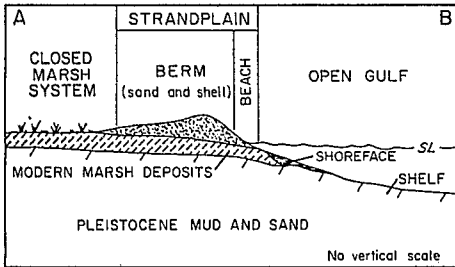 A
STRANDPLAIN
B
CLOSED
MARSH
SYSTEM
BERM
(sand and shell)
BEACH
OPEN GULF
SL
SHOREFACE
MODERN MARSH DEPOSITS
SHELF
PLEISTOCENE MUD AND SAND
No vertical scale